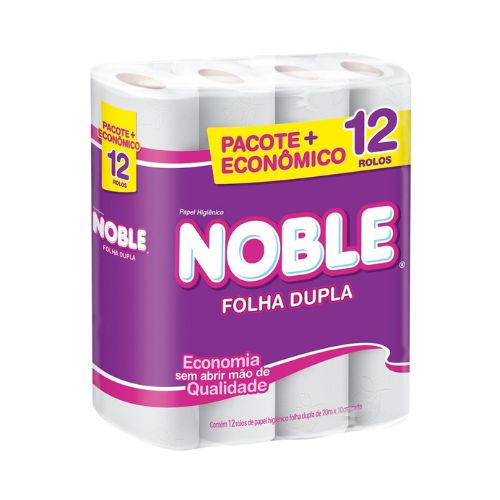 PACOTE +
ECONÔMICO
12
ROLOS
NOBLE
FOLHA DUPLA
PACOTE +
ECONÔMICO
12
ROLOS
Papel Higiênico
NOBLE®
FOLHA DUPLA
Economia
sem abrir mão de
Qualidade
Contém 12 rolos de papel higiênico folha dupla de 20m x 10cm